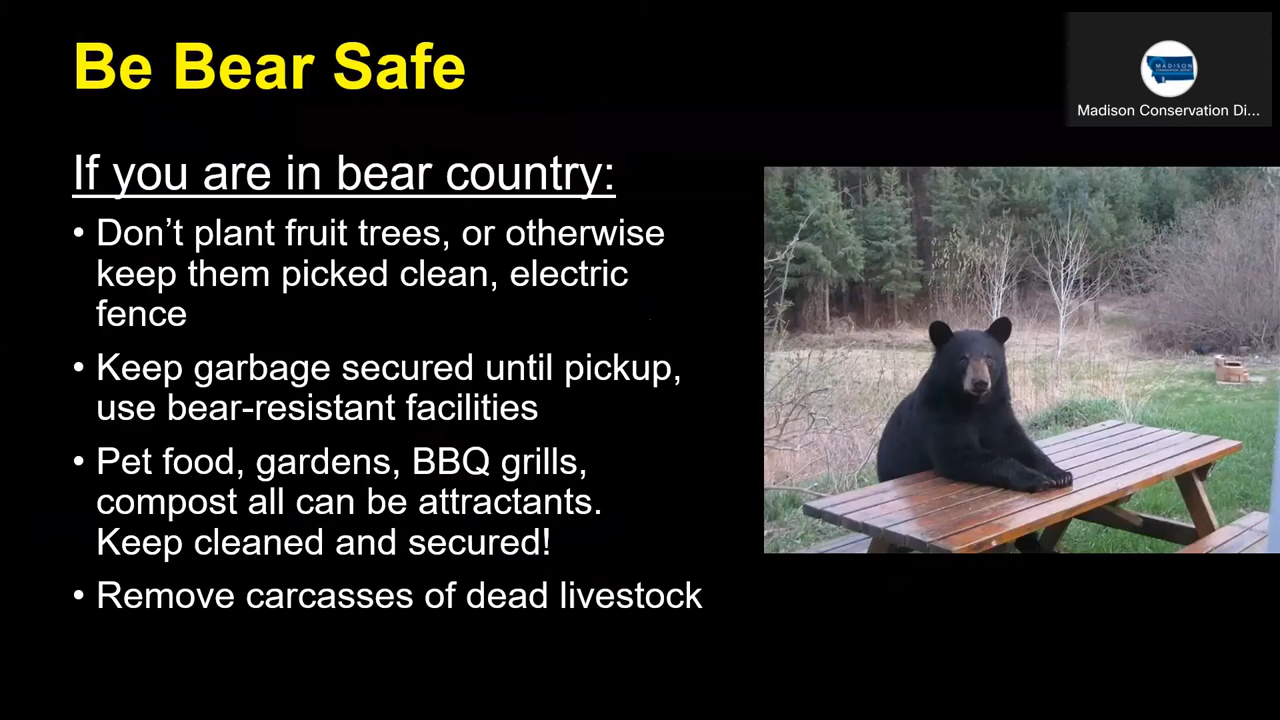 Be Bear Safe
MADISON
Madison Conservation Di...
If you are in bear country:
• Don’t plant fruit trees, or otherwise
keep them picked clean, electric
fence
• Keep garbage secured until pickup,
use bear-resistant facilities
• Pet food, gardens, BBQ grills,
compost all can be attractants.
Keep cleaned and secured!
• Remove carcasses of dead livestock